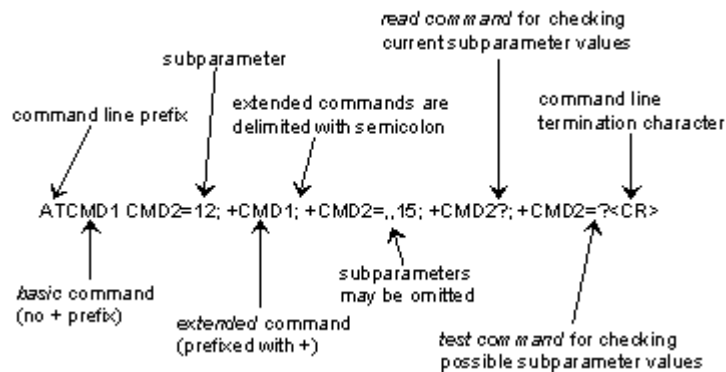 read command for checking
current subparameter values
subparameter
extended commands are
delimited with semicolon
command line
termination character
command line prefix
ATCMD1 CMD2=12; +CMD1; +CMD2=,,15; +CMD2?; +CMD2=?<CR>
basic command
(no + prefix)
extended command
(prefixed with +)
subparameters
may be omitted
test command for checking
possible subparameter values